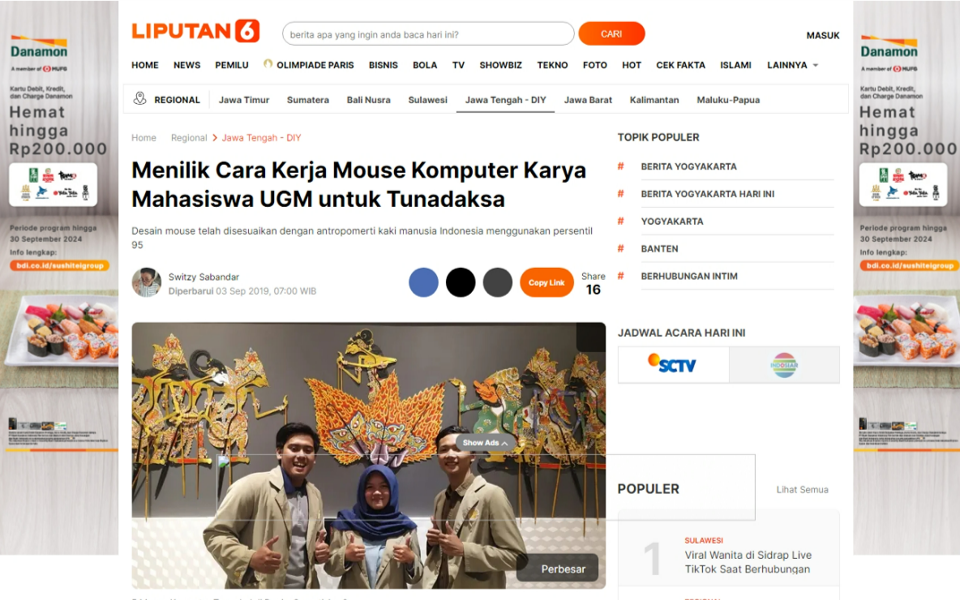 Danamon
A member of MUFG
Kartu Debit, Kredit,
dan Charge Danamon
Hemat
hingga
Rp200.000
Periode program hingga
30 September 2024
Info lengkap:
bdi.co.id/sushiteigroup
LIPUTAN 6
berita apa yang ingin anda baca hari ini?
CARI
MASUK
HOME NEWS PEMILU OLIMPIADE PARIS BISNIS BOLA TV SHOWBIZ TEKNO FOTO HOT CEK FAKTA ISLAMI LAINNYA
REGIONAL Jawa Timur Sumatera Bali Nusra Sulawesi Jawa Tengah - DIY Jawa Barat Kalimantan Maluku-Papua
Home Regional > Jawa Tengah - DIY
Menilik Cara Kerja Mouse Komputer Karya
Mahasiswa UGM untuk Tunadaksa
Desain mouse telah disesuaikan dengan antropomerti kaki manusia Indonesia menggunakan persentil
95
Switzy Sabandar
Diperbarui 03 Sep 2019, 07:00 WIB
Copy Link
Share
16
Show Ads
Perbesar
TOPIK POPULER
# BERITA YOGYAKARTA
# BERITA YOGYAKARTA HARI INI
# YOGYAKARTA
# BANTEN
# BERHUBUNGAN INTIM
JADWAL ACARA HARI INI
SCTV
INDOSIAR
POPULER
Lihat Semua
1
SULAWESI
Viral Wanita di Sidrap Live
TikTok Saat Berhubungan
Danamon
A member of MUFG
Kartu Debit, Kredit,
dan Charge Danamon
Hemat
hingga
Rp200.000
Periode program hingga
30 September 2024
Info lengkap:
bdi.co.id/sushiteigroup